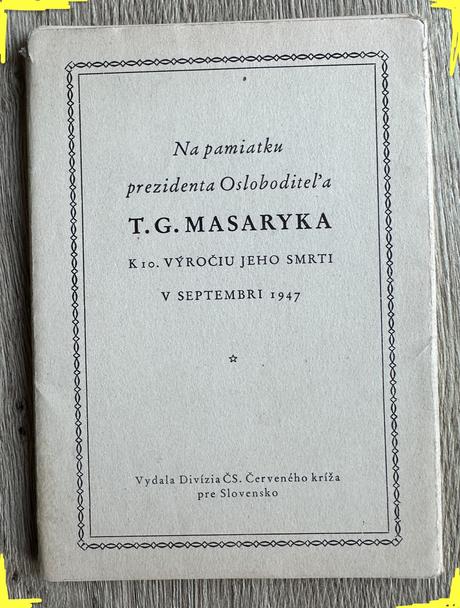 Na pamiatku
prezidenta Osloboditeľa
T. G. MASARYKA
K 10. VÝROČIU JEHO SMRTI
V SEPTEMBRI 1947
Vydala Divízia ČS. Červeného kríža
pre Slovensko